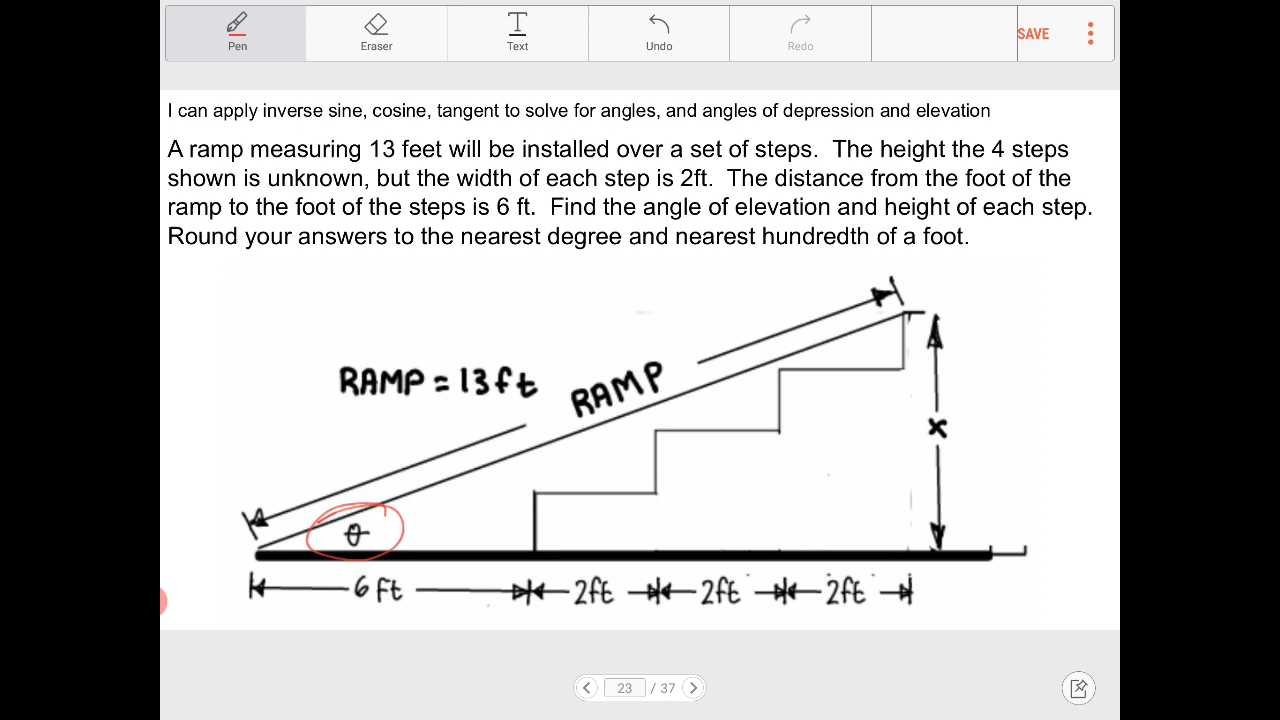 Pen Eraser Text Undo Redo SAVE
I can apply inverse sine, cosine, tangent to solve for angles, and angles of depression and elevation
A ramp measuring 13 feet will be installed over a set of steps. The height the 4 steps
shown is unknown, but the width of each step is 2ft. The distance from the foot of the
ramp to the foot of the steps is 6 ft. Find the angle of elevation and height of each step.
Round your answers to the nearest degree and nearest hundredth of a foot.
RAMP = 13ft
RAMP
x
θ
6 ft 2ft 2ft 2ft
23 / 37